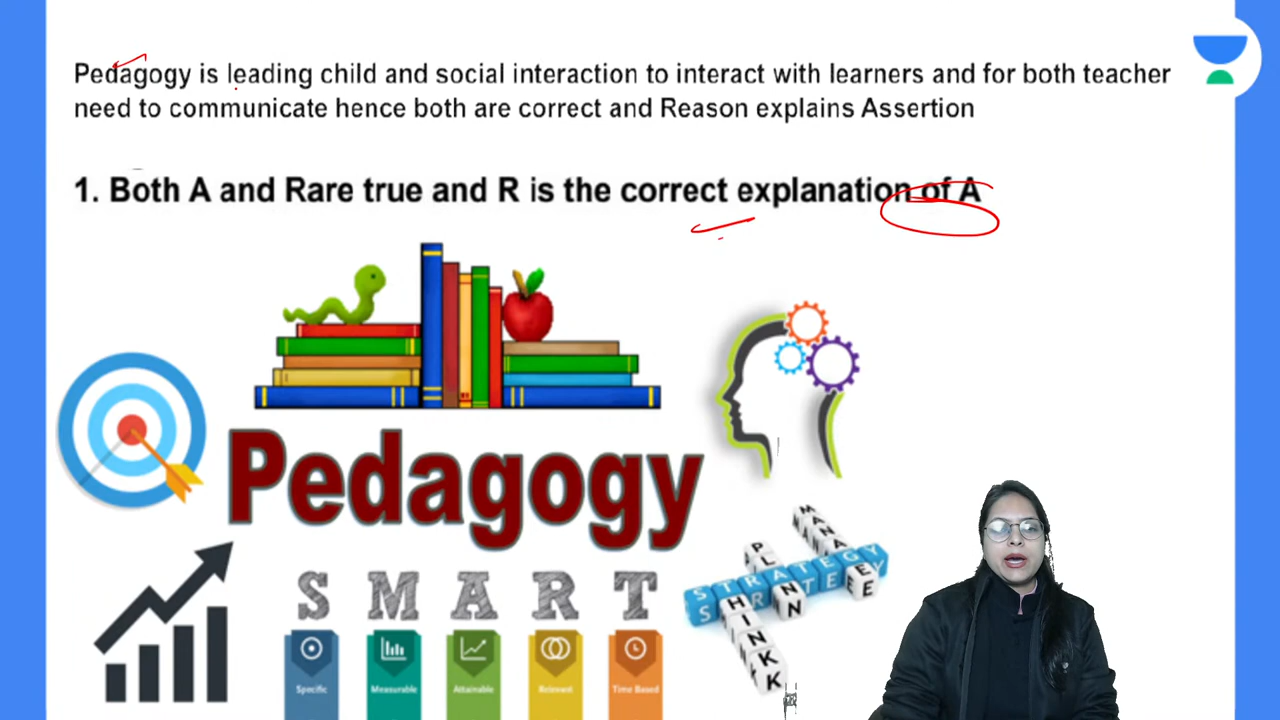 Pedagogy is leading child and social interaction to interact with learners and for both teacher
need to communicate hence both are correct and Reason explains Assertion
1. Both A and Rare true and R is the correct explanation of A
Pedagogy
S M A R T
Specific Measurable Attainable Relevant Time Based
MANAGE
PLAN
STRATEGY
THINK